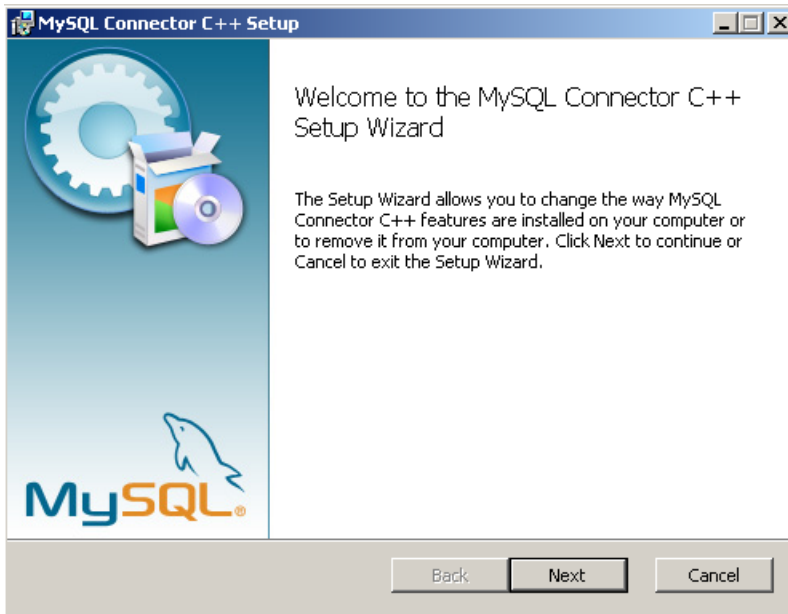 MySQL Connector C++ Setup
Welcome to the MySQL Connector C++
Setup Wizard
The Setup Wizard allows you to change the way MySQL
Connector C++ features are installed on your computer or
to remove it from your computer. Click Next to continue or
Cancel to exit the Setup Wizard.
MySQL®
Back
Next
Cancel